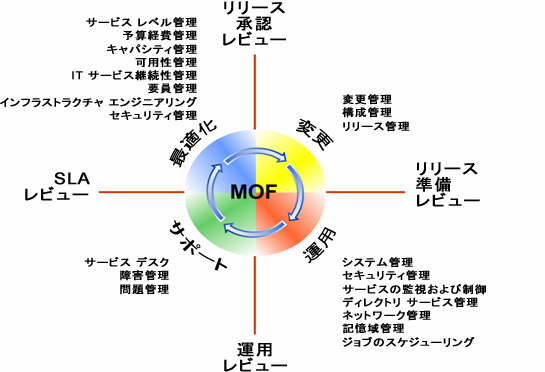 リリース
承認
レビュー
サービス レベル管理
予算経費管理
キャパシティ管理
可用性管理
IT サービス継続性管理
要員管理
インフラストラクチャ エンジニアリング
セキュリティ管理
変更管理
構成管理
リリース管理
最適化
変更
SLA
レビュー
MOF
リリース
準備
レビュー
サポート
運用
サービス デスク
障害管理
問題管理
システム管理
セキュリティ管理
サービスの監視および制御
ディレクトリ サービス管理
ネットワーク管理
記憶域管理
ジョブのスケジューリング
運用
レビュー